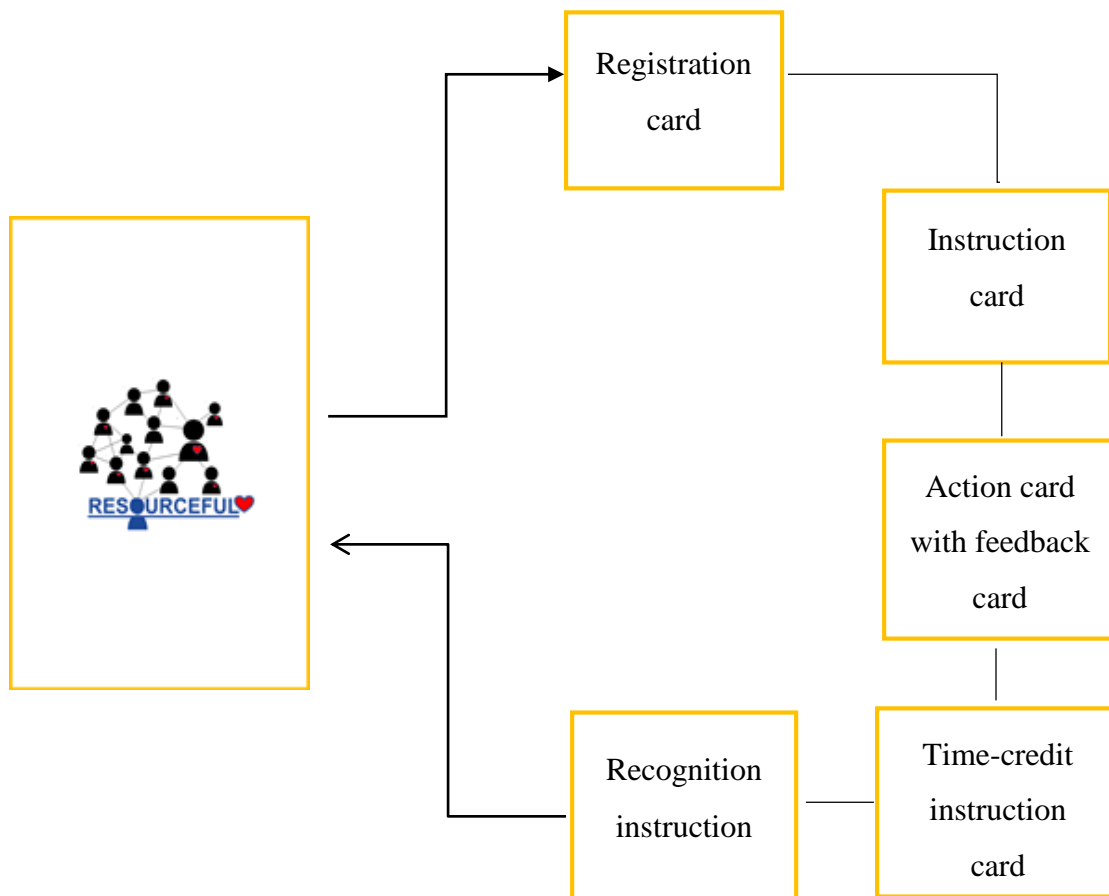 Registration
card
Instruction
card
RESOURCEFUL
Action card
with feedback
card
Time-credit
instruction
card
Recognition
instruction